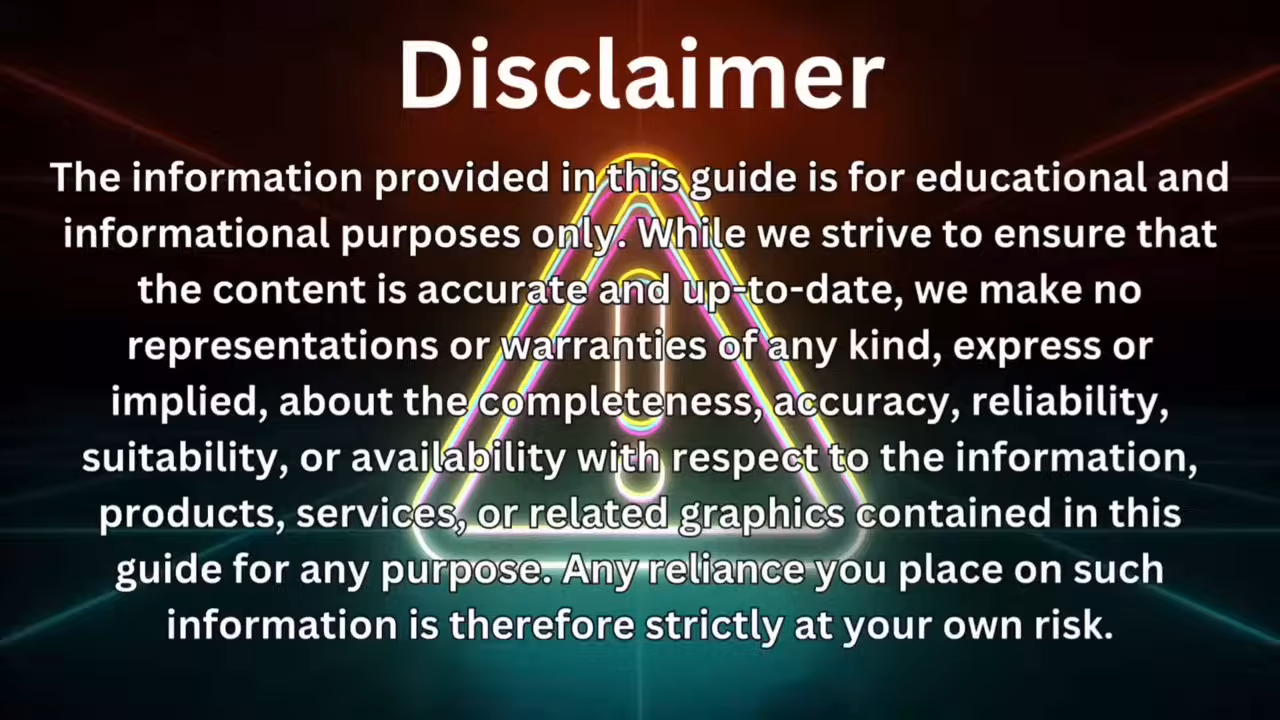 Disclaimer
The information provided in this guide is for educational and
informational purposes only. While we strive to ensure that
the content is accurate and up-to-date, we make no
representations or warranties of any kind, express or
implied, about the completeness, accuracy, reliability,
suitability, or availability with respect to the information,
products, services, or related graphics contained in this
guide for any purpose. Any reliance you place on such
information is therefore strictly at your own risk.